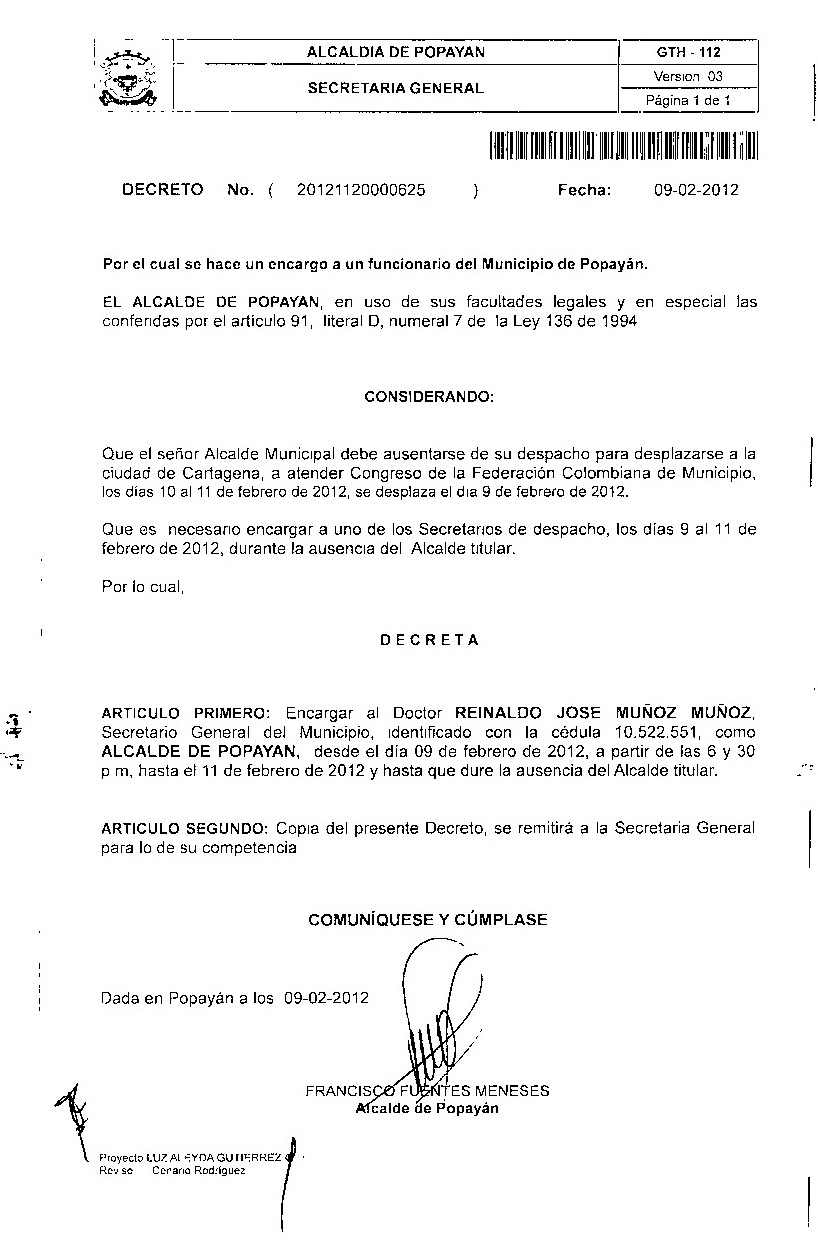 ALCALDIA DE POPAYAN
GTH - 112
SECRETARIA GENERAL
Version 03
Página 1 de 1
DECRETO No. ( 20121120000625 ) Fecha: 09-02-2012
Por el cual se hace un encargo a un funcionario del Municipio de Popayán.
EL ALCALDE DE POPAYAN, en uso de sus facultades legales y en especial las
conferidas por el artículo 91, literal D, numeral 7 de la Ley 136 de 1994
CONSIDERANDO:
Que el señor Alcalde Municipal debe ausentarse de su despacho para desplazarse a la
ciudad de Cartagena, a atender Congreso de la Federación Colombiana de Municipio,
los días 10 al 11 de febrero de 2012, se desplaza el dia 9 de febrero de 2012.
Que es necesario encargar a uno de los Secretarios de despacho, los días 9 al 11 de
febrero de 2012, durante la ausencia del Alcalde titular.
Por lo cual,
D E C R E T A
ARTICULO PRIMERO: Encargar al Doctor REINALDO JOSE MUÑOZ MUÑOZ,
Secretario General del Municipio, identificado con la cédula 10.522.551, como
ALCALDE DE POPAYAN, desde el día 09 de febrero de 2012, a partir de las 6 y 30
p m, hasta el 11 de febrero de 2012 y hasta que dure la ausencia del Alcalde titular.
ARTICULO SEGUNDO: Copia del presente Decreto, se remitirá a la Secretaria General
para lo de su competencia
COMUNÍQUESE Y CÚMPLASE
Dada en Popayán a los 09-02-2012
FRANCISCO FUENTES MENESES
Alcalde de Popayán
Proyecto LUZ ALEYDA GUTIERREZ
Reviso Cenario Rodríguez